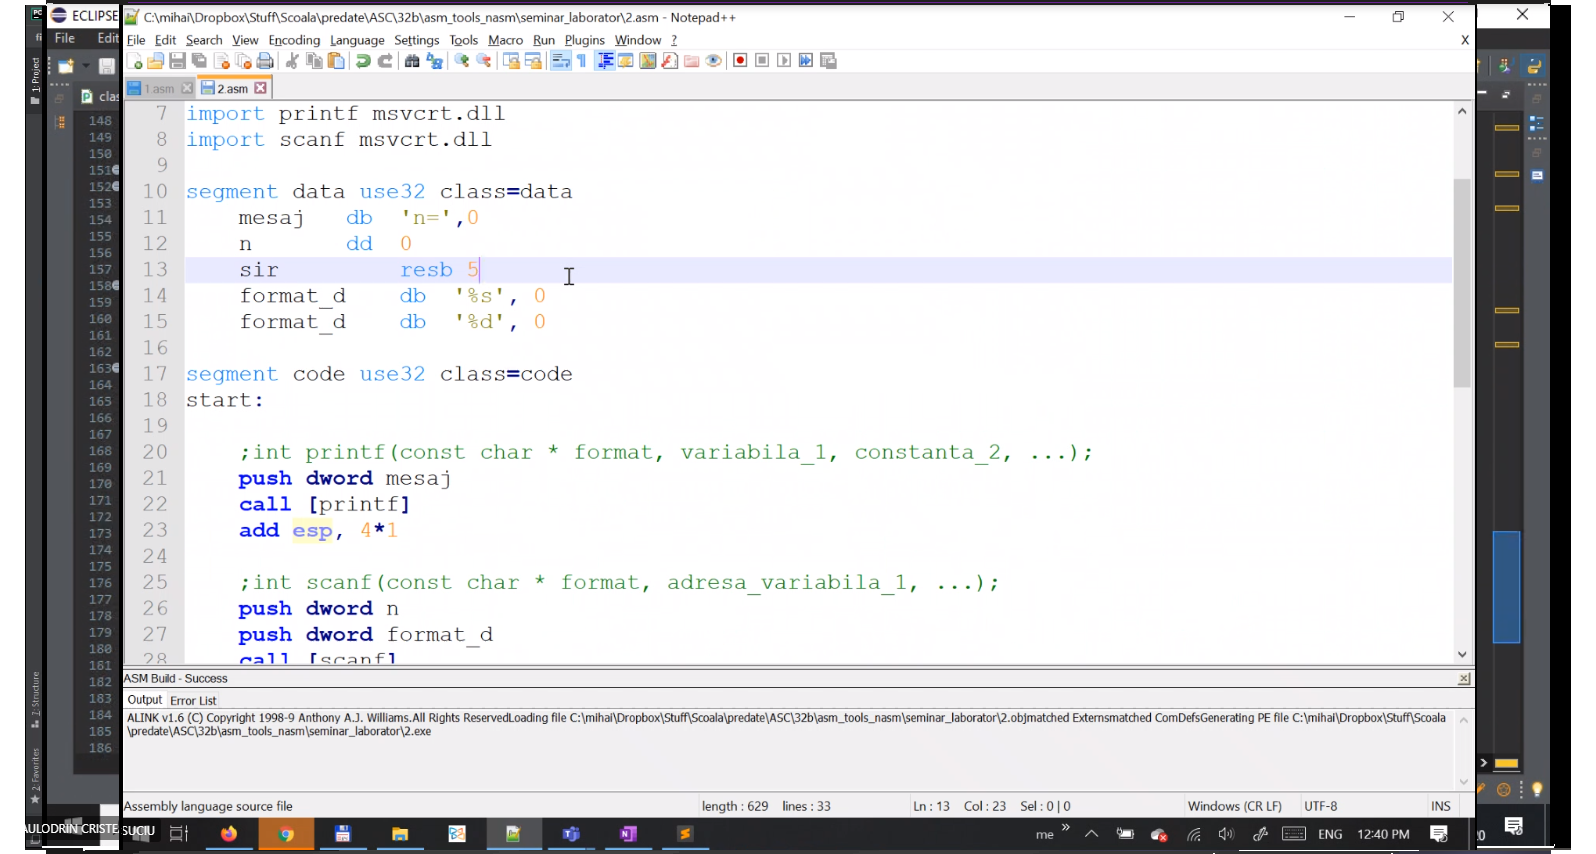 ECLIPSE
C:\mihai\Dropbox\Stuff\Scoala\predate\ASC\32b\asm_tools_nasm\seminar_laborator\2.asm - Notepad++
File Edit
File Edit Search View Encoding Language Settings Tools Macro Run Plugins Window ? X
1: Project
1.asm 2.asm
clas
148
149
150
151
152
153
154
155
156
157
158
159
160
161
162
163
164
165
166
167
168
169
170
171
172
173
174
175
176
177
178
179
180
181
182
183
184
185
186
7 import printf msvcrt.dll
8 import scanf msvcrt.dll
9
10 segment data use32 class=data
11 mesaj db 'n=',0
12 n dd 0
13 sir resb 5
14 format_d db '%s', 0
15 format_d db '%d', 0
16
17 segment code use32 class=code
18 start:
19
20 ;int printf(const char * format, variabila_1, constanta_2, ...);
21 push dword mesaj
22 call [printf]
23 add esp, 4*1
24
25 ;int scanf(const char * format, adresa_variabila_1, ...);
26 push dword n
27 push dword format_d
28 call [scanf]
7: Structure
2: Favorites
ASM Build - Success
Output Error List
ALINK v1.6 (C) Copyright 1998-9 Anthony A.J. Williams.All Rights ReservedLoading file C:\mihai\Dropbox\Stuff\Scoala\predate\ASC\32b\asm_tools_nasm\seminar_laborator\2.objmatched Externsmatched ComDefsGenerating PE file C:\mihai\Dropbox\Stuff\Scoala
\predate\ASC\32b\asm_tools_nasm\seminar_laborator\2.exe
Assembly language source file length : 629 lines : 33 Ln : 13 Col : 23 Sel : 0 | 0 Windows (CR LF) UTF-8 INS
AULODRIN CRISTE SUCIU
me » ENG 12:40 PM